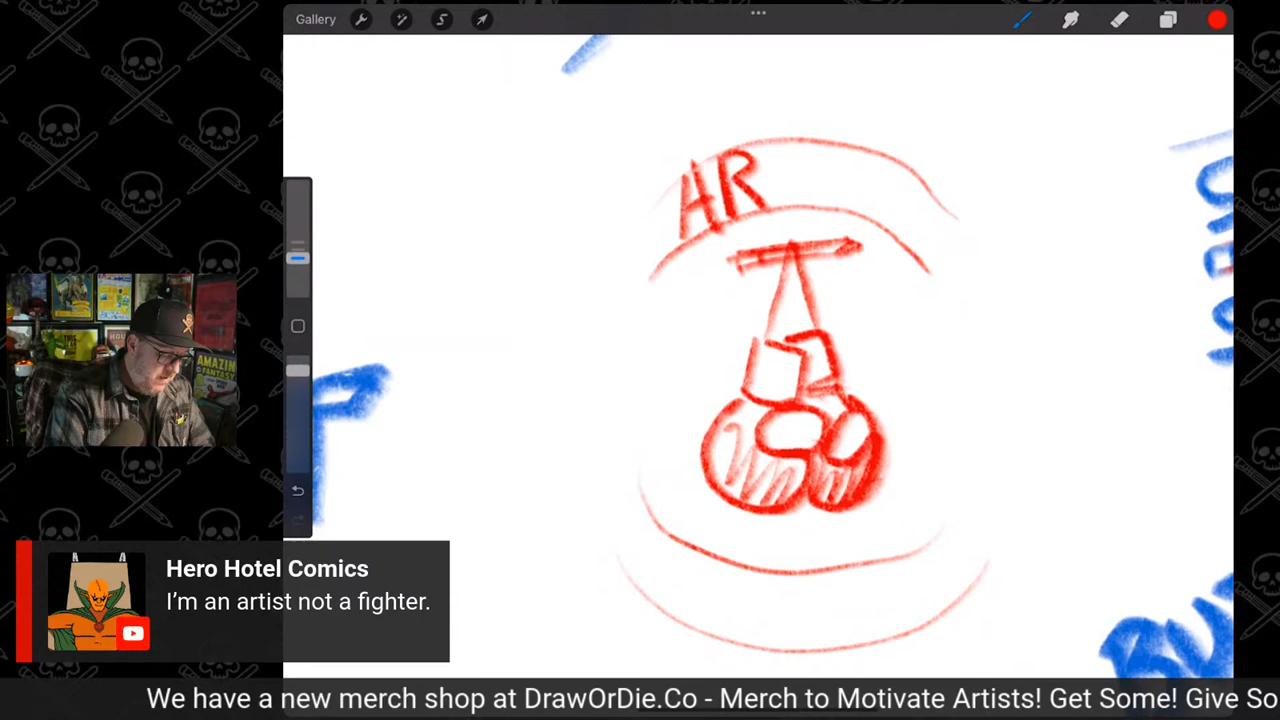 Gallery
AR
AMAZING
FANTASY
Hero Hotel Comics
I’m an artist not a fighter.
We have a new merch shop at DrawOrDie.Co - Merch to Motivate Artists! Get Some! Give So